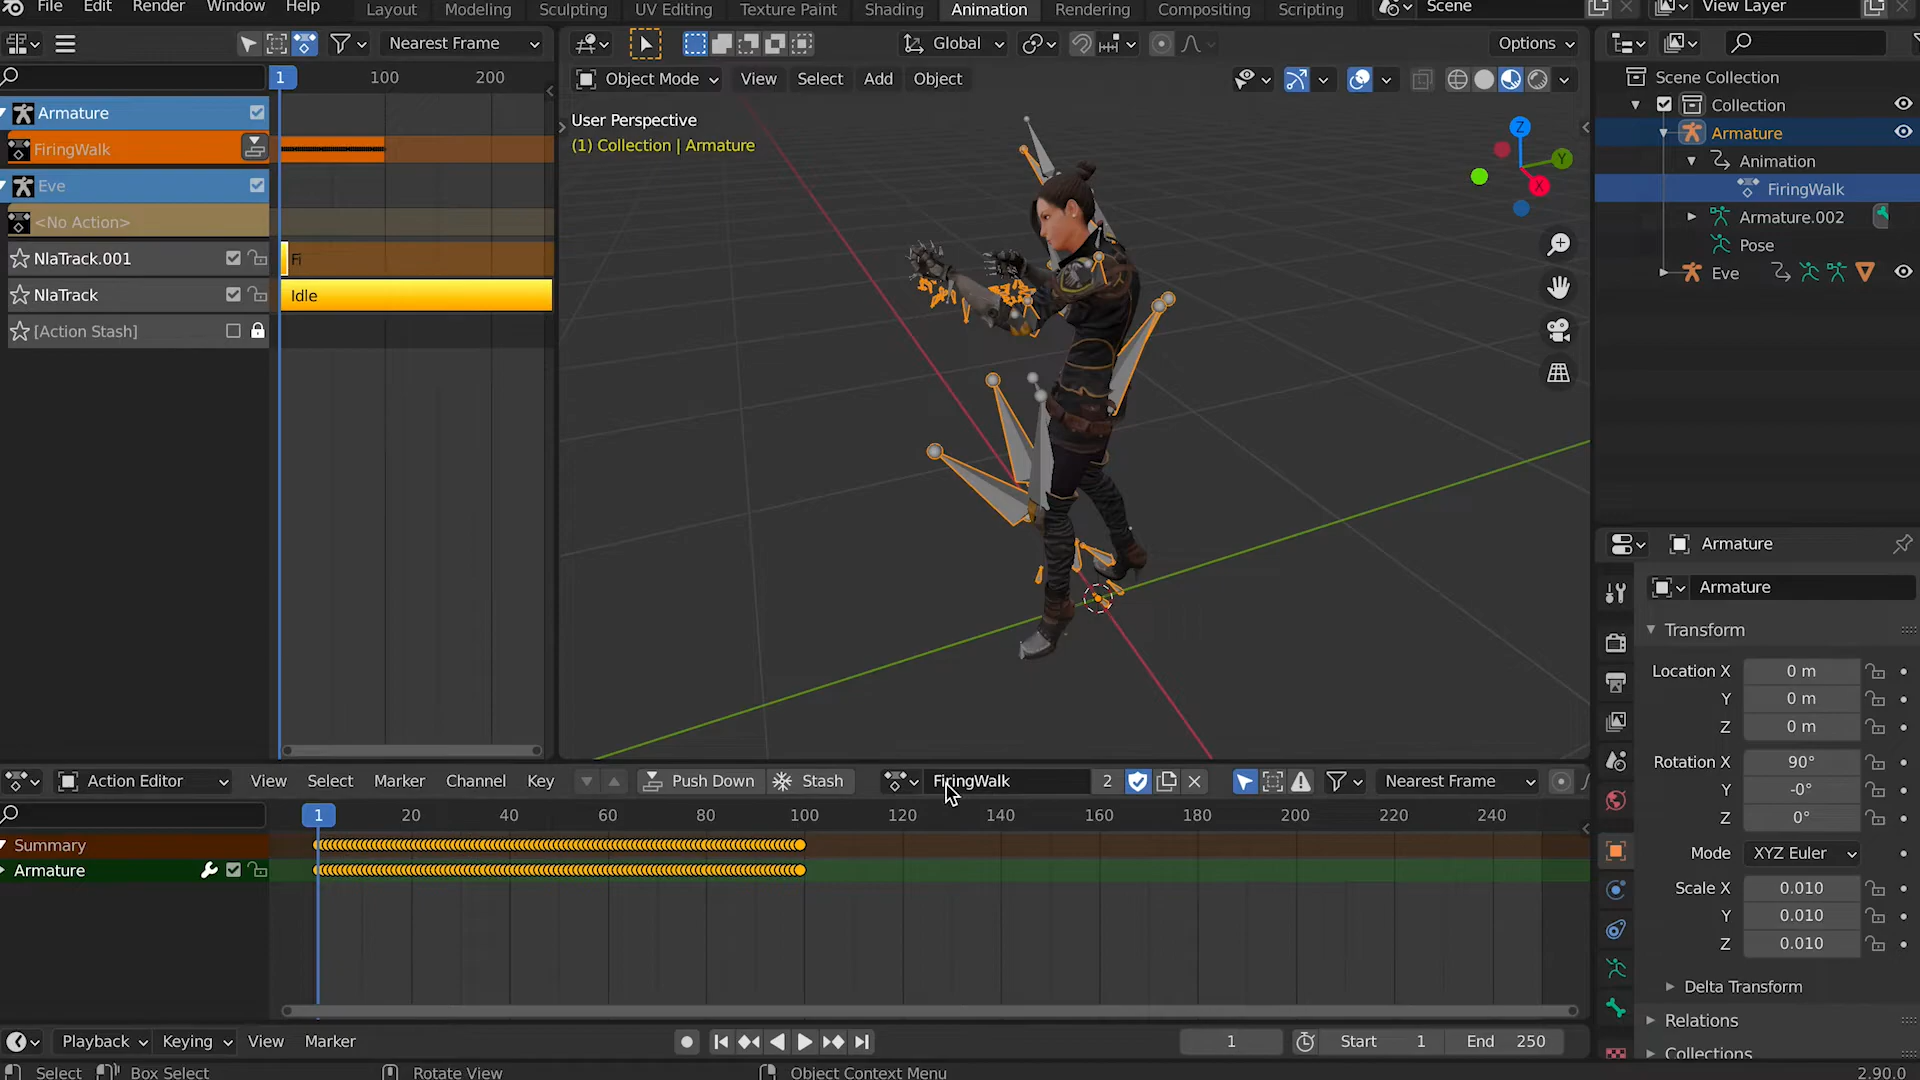 File Edit Render Window Help Layout Modeling Sculpting UV Editing Texture Paint Shading Animation Rendering Compositing Scripting Scene View Layer
Nearest Frame
Global
Options
1 100 200
Object Mode View Select Add Object
Scene Collection
Armature
FiringWalk
Eve
<No Action>
NlaTrack.001
Fi
NlaTrack
Idle
[Action Stash]
User Perspective
(1) Collection | Armature
Z
Y
X
Collection
Armature
Animation
FiringWalk
Armature.002
Pose
Eve
Armature
Armature
Transform
Location X 0 m
Y 0 m
Z 0 m
Rotation X 90°
Y -0°
Z 0°
Mode XYZ Euler
Scale X 0.010
Y 0.010
Z 0.010
Delta Transform
Relations
Collections
Action Editor View Select Marker Channel Key Push Down Stash FiringWalk 2 Nearest Frame
1 20 40 60 80 100 120 140 160 180 200 220 240
Summary
Armature
Playback Keying View Marker 1 Start 1 End 250
Select Box Select Rotate View Object Context Menu 2.90.0